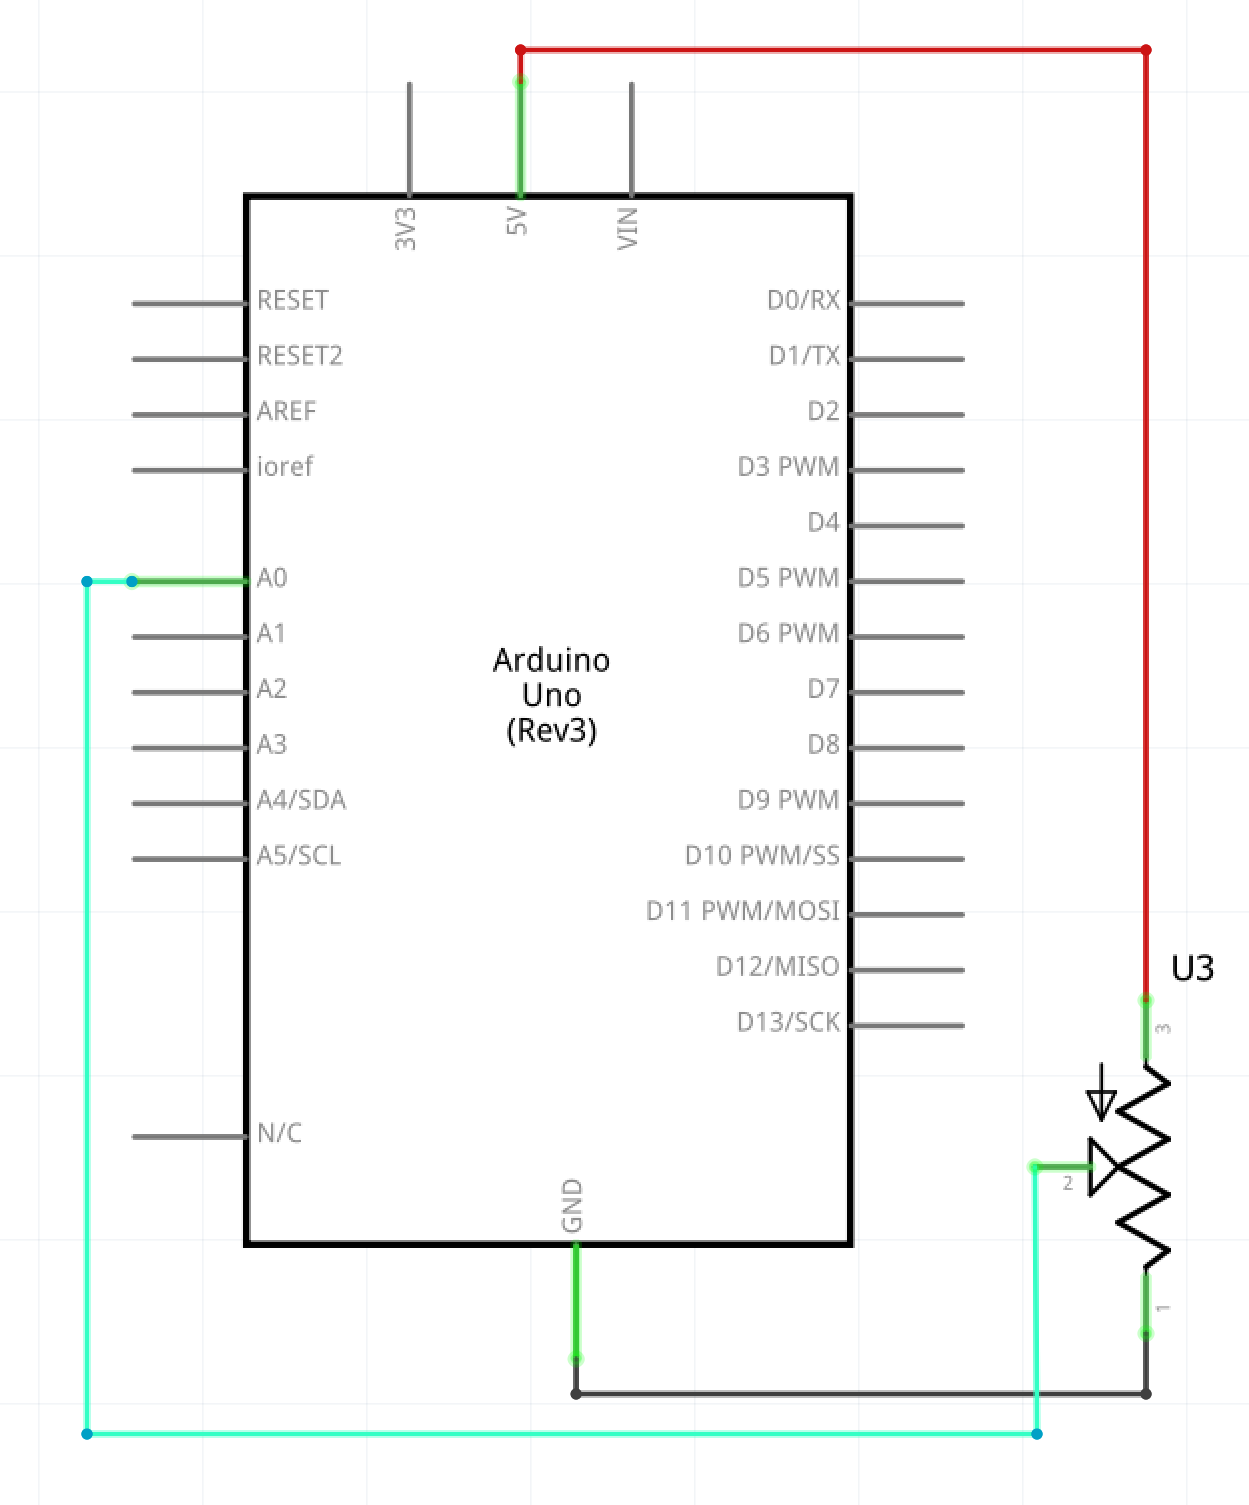 3V3
5V
VIN
RESET
RESET2
AREF
ioref
A0
A1
A2
A3
A4/SDA
A5/SCL
N/C
D0/RX
D1/TX
D2
D3 PWM
D4
D5 PWM
D6 PWM
D7
D8
D9 PWM
D10 PWM/SS
D11 PWM/MOSI
D12/MISO
D13/SCK
Arduino
Uno
(Rev3)
GND
U3
3
2
1